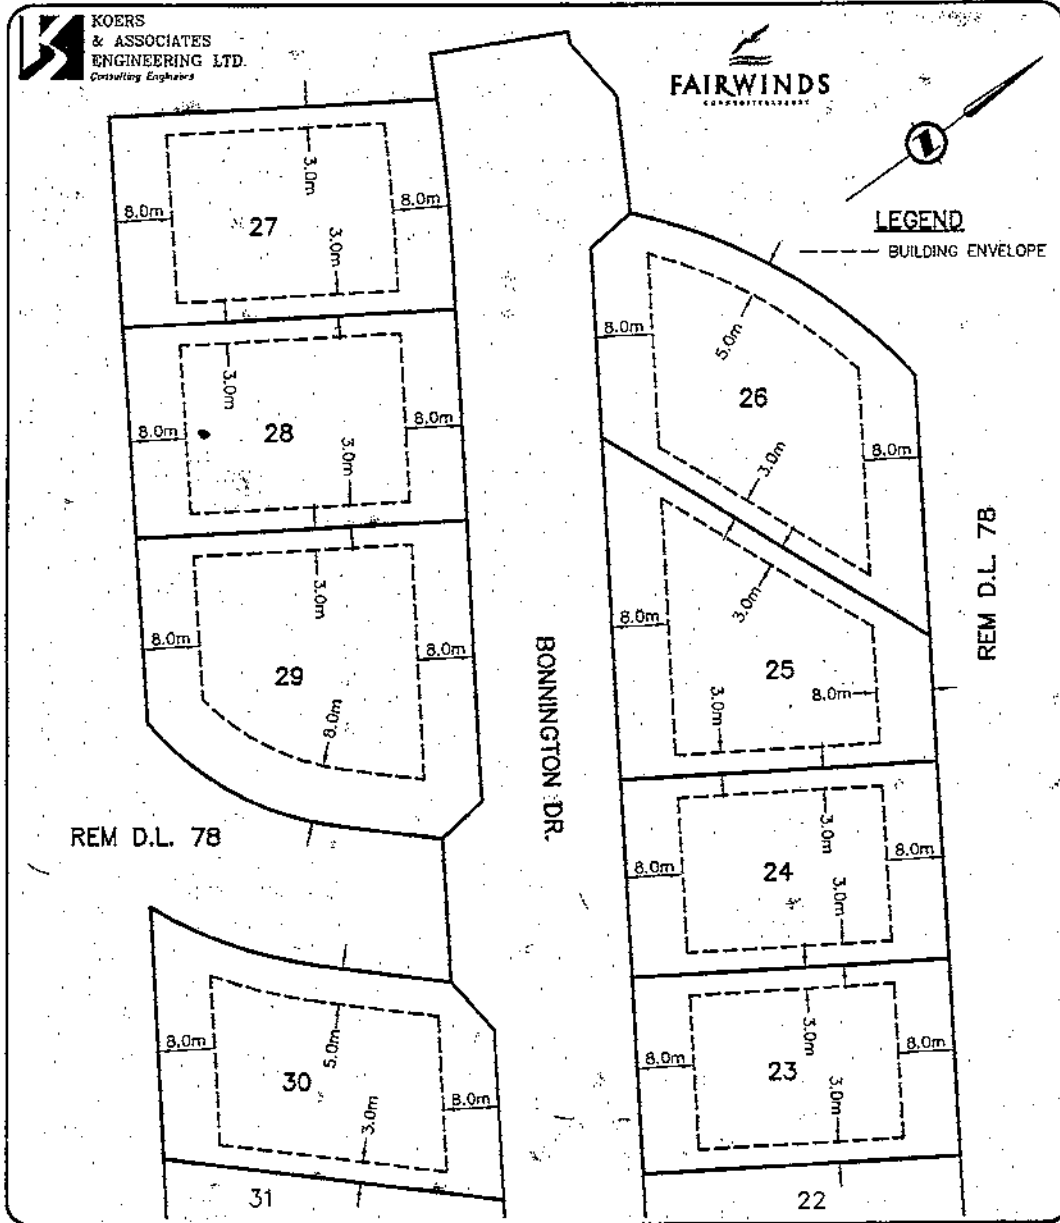 KOERS
& ASSOCIATES
ENGINEERING LTD.
Consulting Engineers
FAIRWINDS
LEGEND
BUILDING ENVELOPE
27
3.0m
8.0m
8.0m
3.0m
28
3.0m
8.0m
8.0m
3.0m
29
3.0m
8.0m
8.0m
8.0m
REM D.L. 78
30
8.0m
5.0m
8.0m
3.0m
31
BONNINGTON DR.
26
8.0m
5.0m
8.0m
3.0m
25
3.0m
8.0m
8.0m
3.0m
REM D.L. 78
24
3.0m
8.0m
8.0m
3.0m
23
3.0m
8.0m
8.0m
3.0m
22